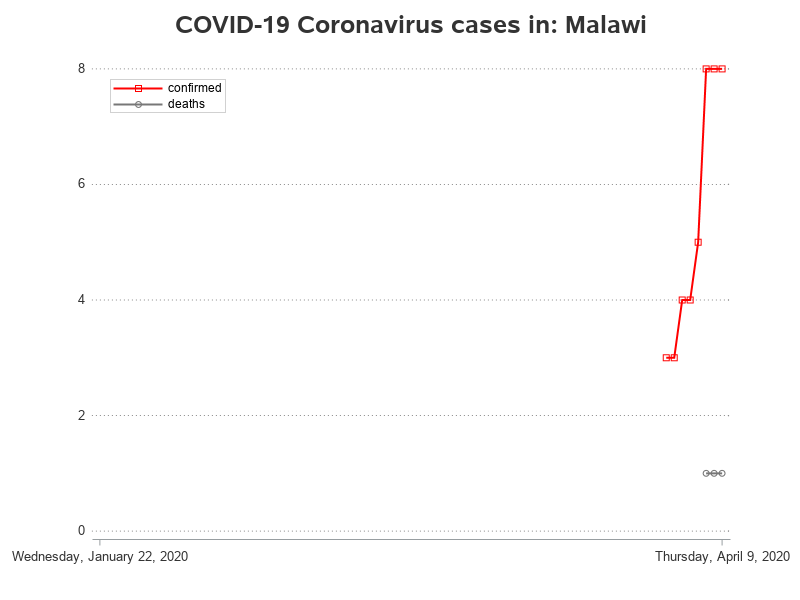 COVID-19 Coronavirus cases in: Malawi
8
confirmed
deaths
6
4
2
0
Wednesday, January 22, 2020
Thursday, April 9, 2020